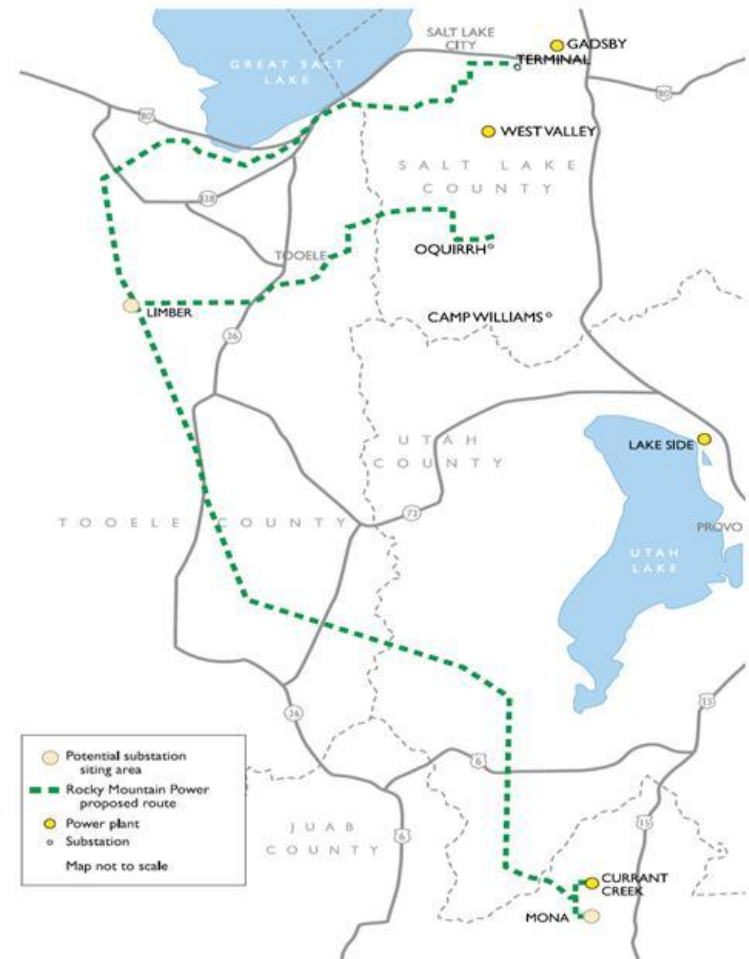 SALT LAKE
CITY
GADSBY
TERMINAL
GREAT SALT
LAKE
80
80
WEST VALLEY
SALT LAKE
COUNTY
138
TOOELE
OQUIRRH
LIMBER
CAMP WILLIAMS
36
UTAH
COUNTY
LAKE SIDE
TOOELE COUNTY
73
PROVO
UTAH
LAKE
36
15
6
Potential substation
siting area
Rocky Mountain Power
proposed route
Power plant
Substation
Map not to scale
JUAB
COUNTY
6
15
CURRANT
CREEK
MONA